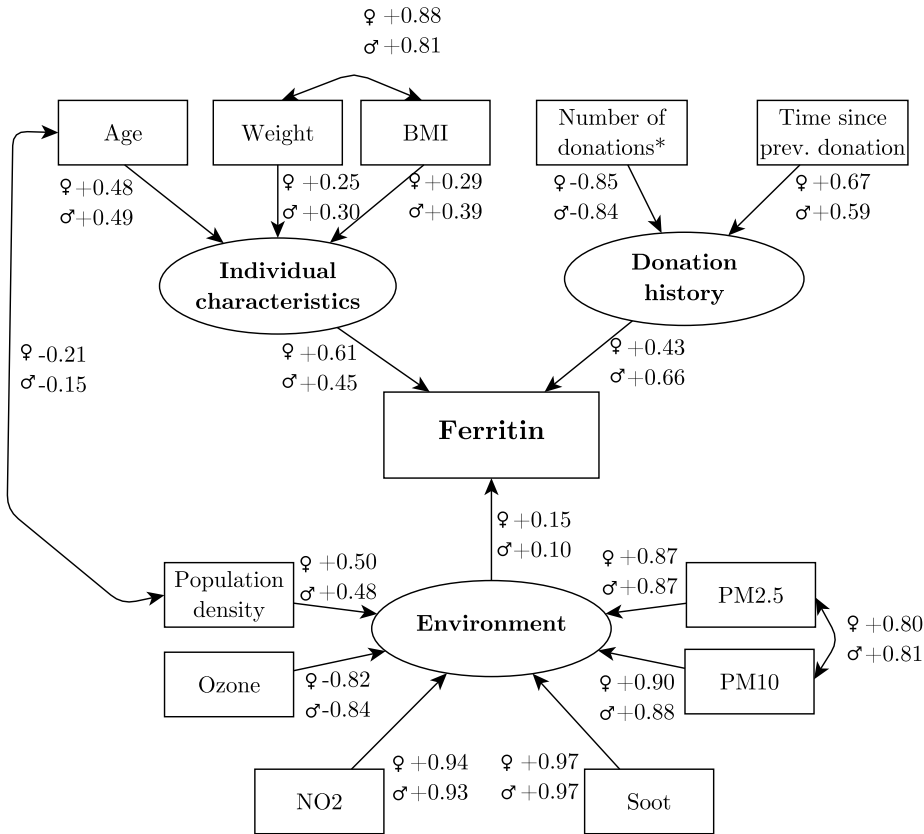 ♀ +0.88
♂ +0.81
Age
Weight
BMI
Number of
donations*
Time since
prev. donation
♀ +0.48
♂ +0.49
♀ +0.25
♂ +0.30
♀ +0.29
♂ +0.39
♀ -0.85
♂ -0.84
♀ +0.67
♂ +0.59
Individual
characteristics
Donation
history
♀ -0.21
♂ -0.15
♀ +0.61
♂ +0.45
♀ +0.43
♂ +0.66
Ferritin
♀ +0.15
♂ +0.10
Population
density
♀ +0.50
♂ +0.48
Environment
♀ +0.87
♂ +0.87
PM2.5
♀ +0.80
♂ +0.81
Ozone
♀ -0.82
♂ -0.84
♀ +0.90
♂ +0.88
PM10
NO2
♀ +0.94
♂ +0.93
♀ +0.97
♂ +0.97
Soot